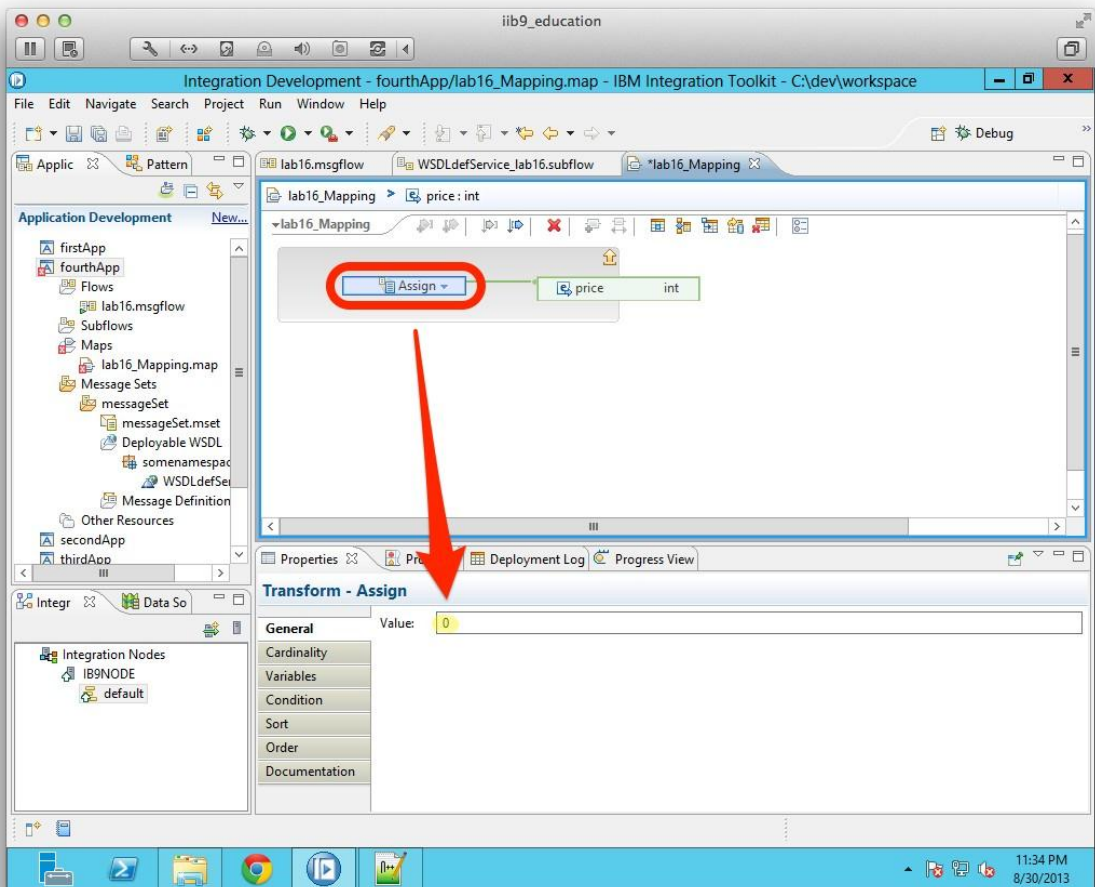 iib9_education
Integration Development - fourthApp/lab16_Mapping.map - IBM Integration Toolkit - C:\dev\workspace
File Edit Navigate Search Project Run Window Help
Debug
Applic
Pattern
lab16.msgflow
WSDLdefService_lab16.subflow
*lab16_Mapping
Application Development
New...
firstApp
fourthApp
Flows
lab16.msgflow
Subflows
Maps
lab16_Mapping.map
Message Sets
messageSet
messageSet.mset
Deployable WSDL
somenamespac
WSDLdefSer
Message Definition
Other Resources
secondApp
thirdApp
lab16_Mapping > price : int
lab16_Mapping
Assign
price int
Integr
Data So
Integration Nodes
IB9NODE
default
Properties
Deployment Log
Progress View
Transform - Assign
General
Cardinality
Variables
Condition
Sort
Order
Documentation
Value: 0
11:34 PM
8/30/2013